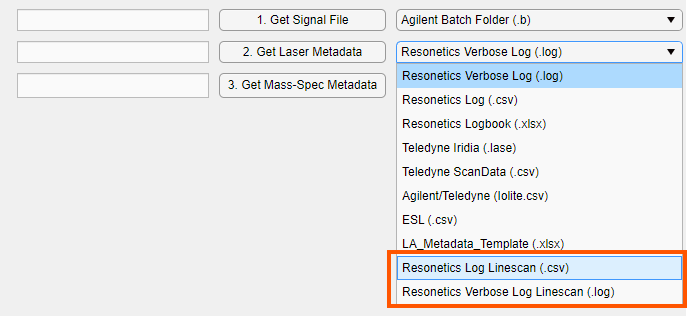 1. Get Signal File
Agilent Batch Folder (.b)
2. Get Laser Metadata
Resonetics Verbose Log (.log)
3. Get Mass-Spec Metadata
Resonetics Verbose Log (.log)
Resonetics Log (.csv)
Resonetics Logbook (.xlsx)
Teledyne Iridia (.lase)
Teledyne ScanData (.csv)
Agilent/Teledyne (Iolite.csv)
ESL (.csv)
LA_Metadata_Template (.xlsx)
Resonetics Log Linescan (.csv)
Resonetics Verbose Log Linescan (.log)